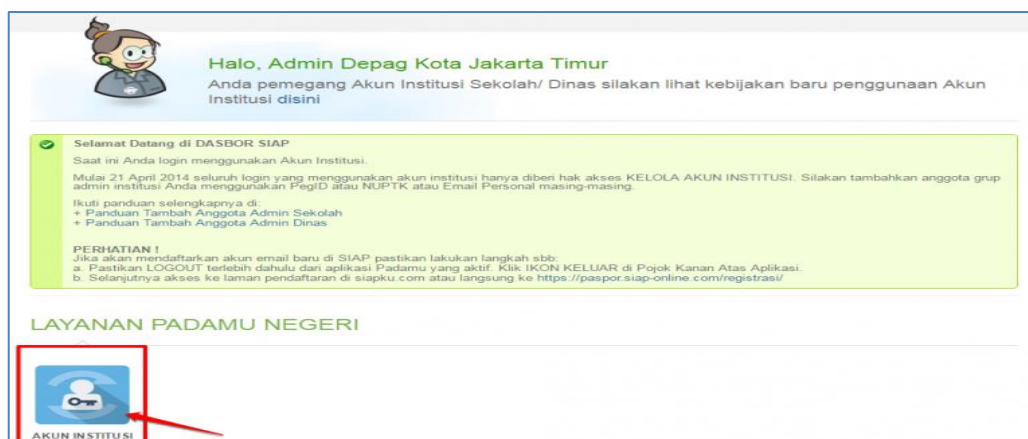 Halo, Admin Depag Kota Jakarta Timur
Anda pemegang Akun Institusi Sekolah/ Dinas silakan lihat kebijakan baru penggunaan Akun
Institusi disini
Selamat Datang di DASBOR SIAP
Saat ini Anda login menggunakan Akun Institusi.
Mulai 21 April 2014 seluruh login yang menggunakan akun institusi hanya diberi hak akses KELOLA AKUN INSTITUSI. Silakan tambahkan anggota grup
admin institusi Anda menggunakan PegID atau NUPTK atau Email Personal masing-masing.
Ikuti panduan selengkapnya di:
+ Panduan Tambah Anggota Admin Sekolah
+ Panduan Tambah Anggota Admin Dinas
PERHATIAN !
Jika akan mendaftarkan akun email baru di SIAP pastikan lakukan langkah sbb:
a. Pastikan LOGOUT terlebih dahulu dari aplikasi Padamu yang aktif. Klik IKON KELUAR di Pojok Kanan Atas Aplikasi.
b. Selanjutnya akses ke laman pendaftaran di siapku.com atau langsung ke https://paspor.siap-online.com/registrasi/
LAYANAN PADAMU NEGERI
AKUN INSTITUSI